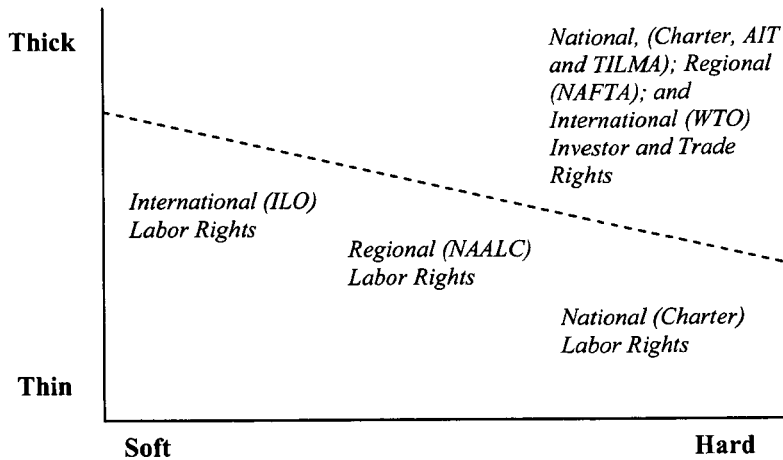 Thick
National, (Charter, AIT
and TILMA); Regional
(NAFTA); and
International (WTO)
Investor and Trade
Rights
International (ILO)
Labor Rights
Regional (NAALC)
Labor Rights
National (Charter)
Labor Rights
Thin
Soft
Hard